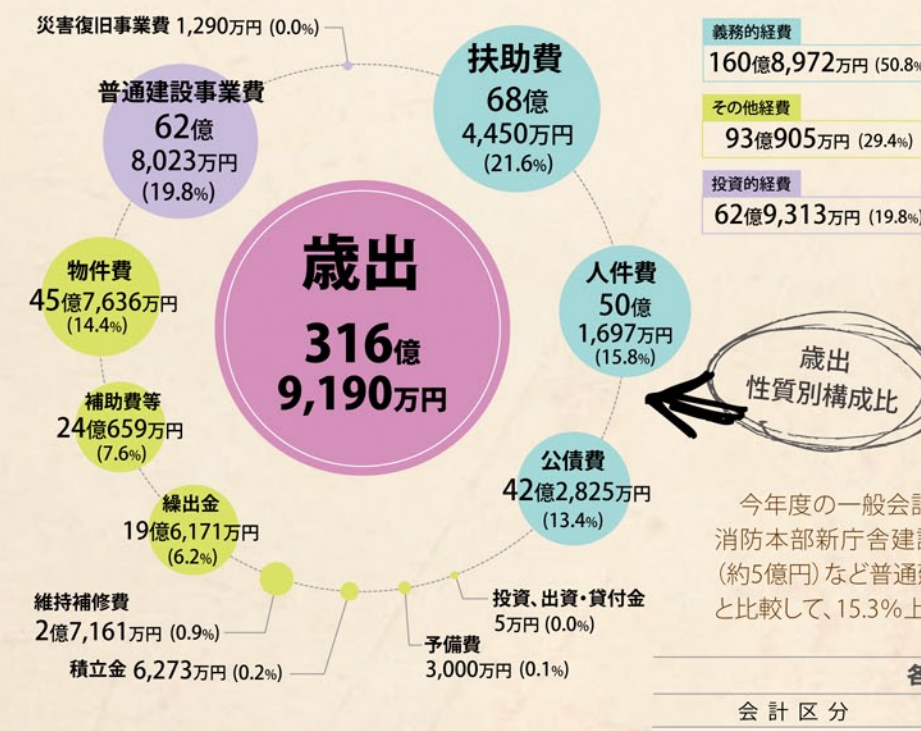 災害復旧事業費 1,290万円 (0.0%)
扶助費
68億
4,450万円
(21.6%)
普通建設事業費
62億
8,023万円
(19.8%)
義務的経費
160億8,972万円 (50.8%
その他経費
93億905万円 (29.4%)
投資的経費
62億9,313万円 (19.8%)
歳出
316億
9,190万円
物件費
45億7,636万円
(14.4%)
人件費
50億
1,697万円
(15.8%)
歳出
性質別構成比
補助費等
24億659万円
(7.6%)
公債費
42億2,825万円
(13.4%)
繰出金
19億6,171万円
(6.2%)
維持補修費
2億7,161万円 (0.9%)
積立金 6,273万円 (0.2%)
投資、出資・貸付金
5万円 (0.0%)
予備費
3,000万円 (0.1%)
今年度の一般会計
消防本部新庁舎建設
(約5億円)など普通建
と比較して、15.3%上
各
会計区分